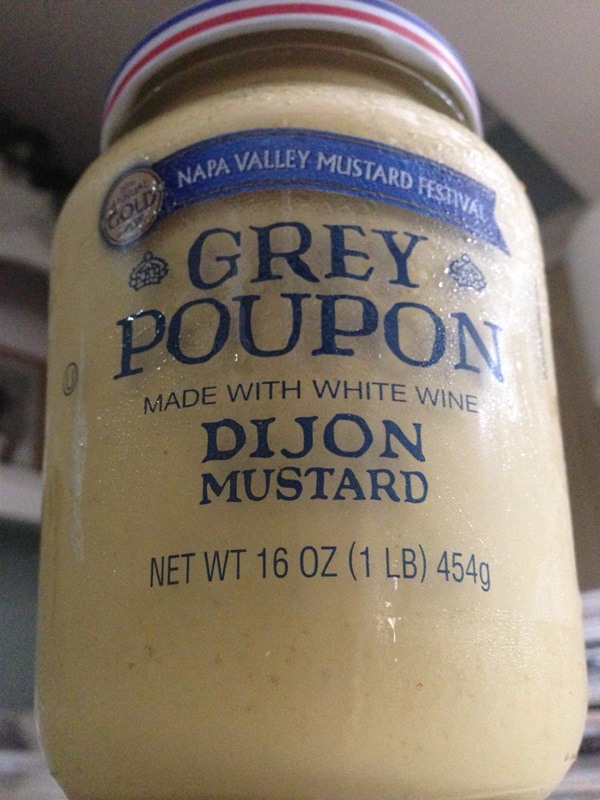 NAPA VALLEY MUSTARD FESTIVAL
GOLD
GREY
POUPON
MADE WITH WHITE WINE
DIJON
MUSTARD
NET WT 16 OZ (1 LB) 454g